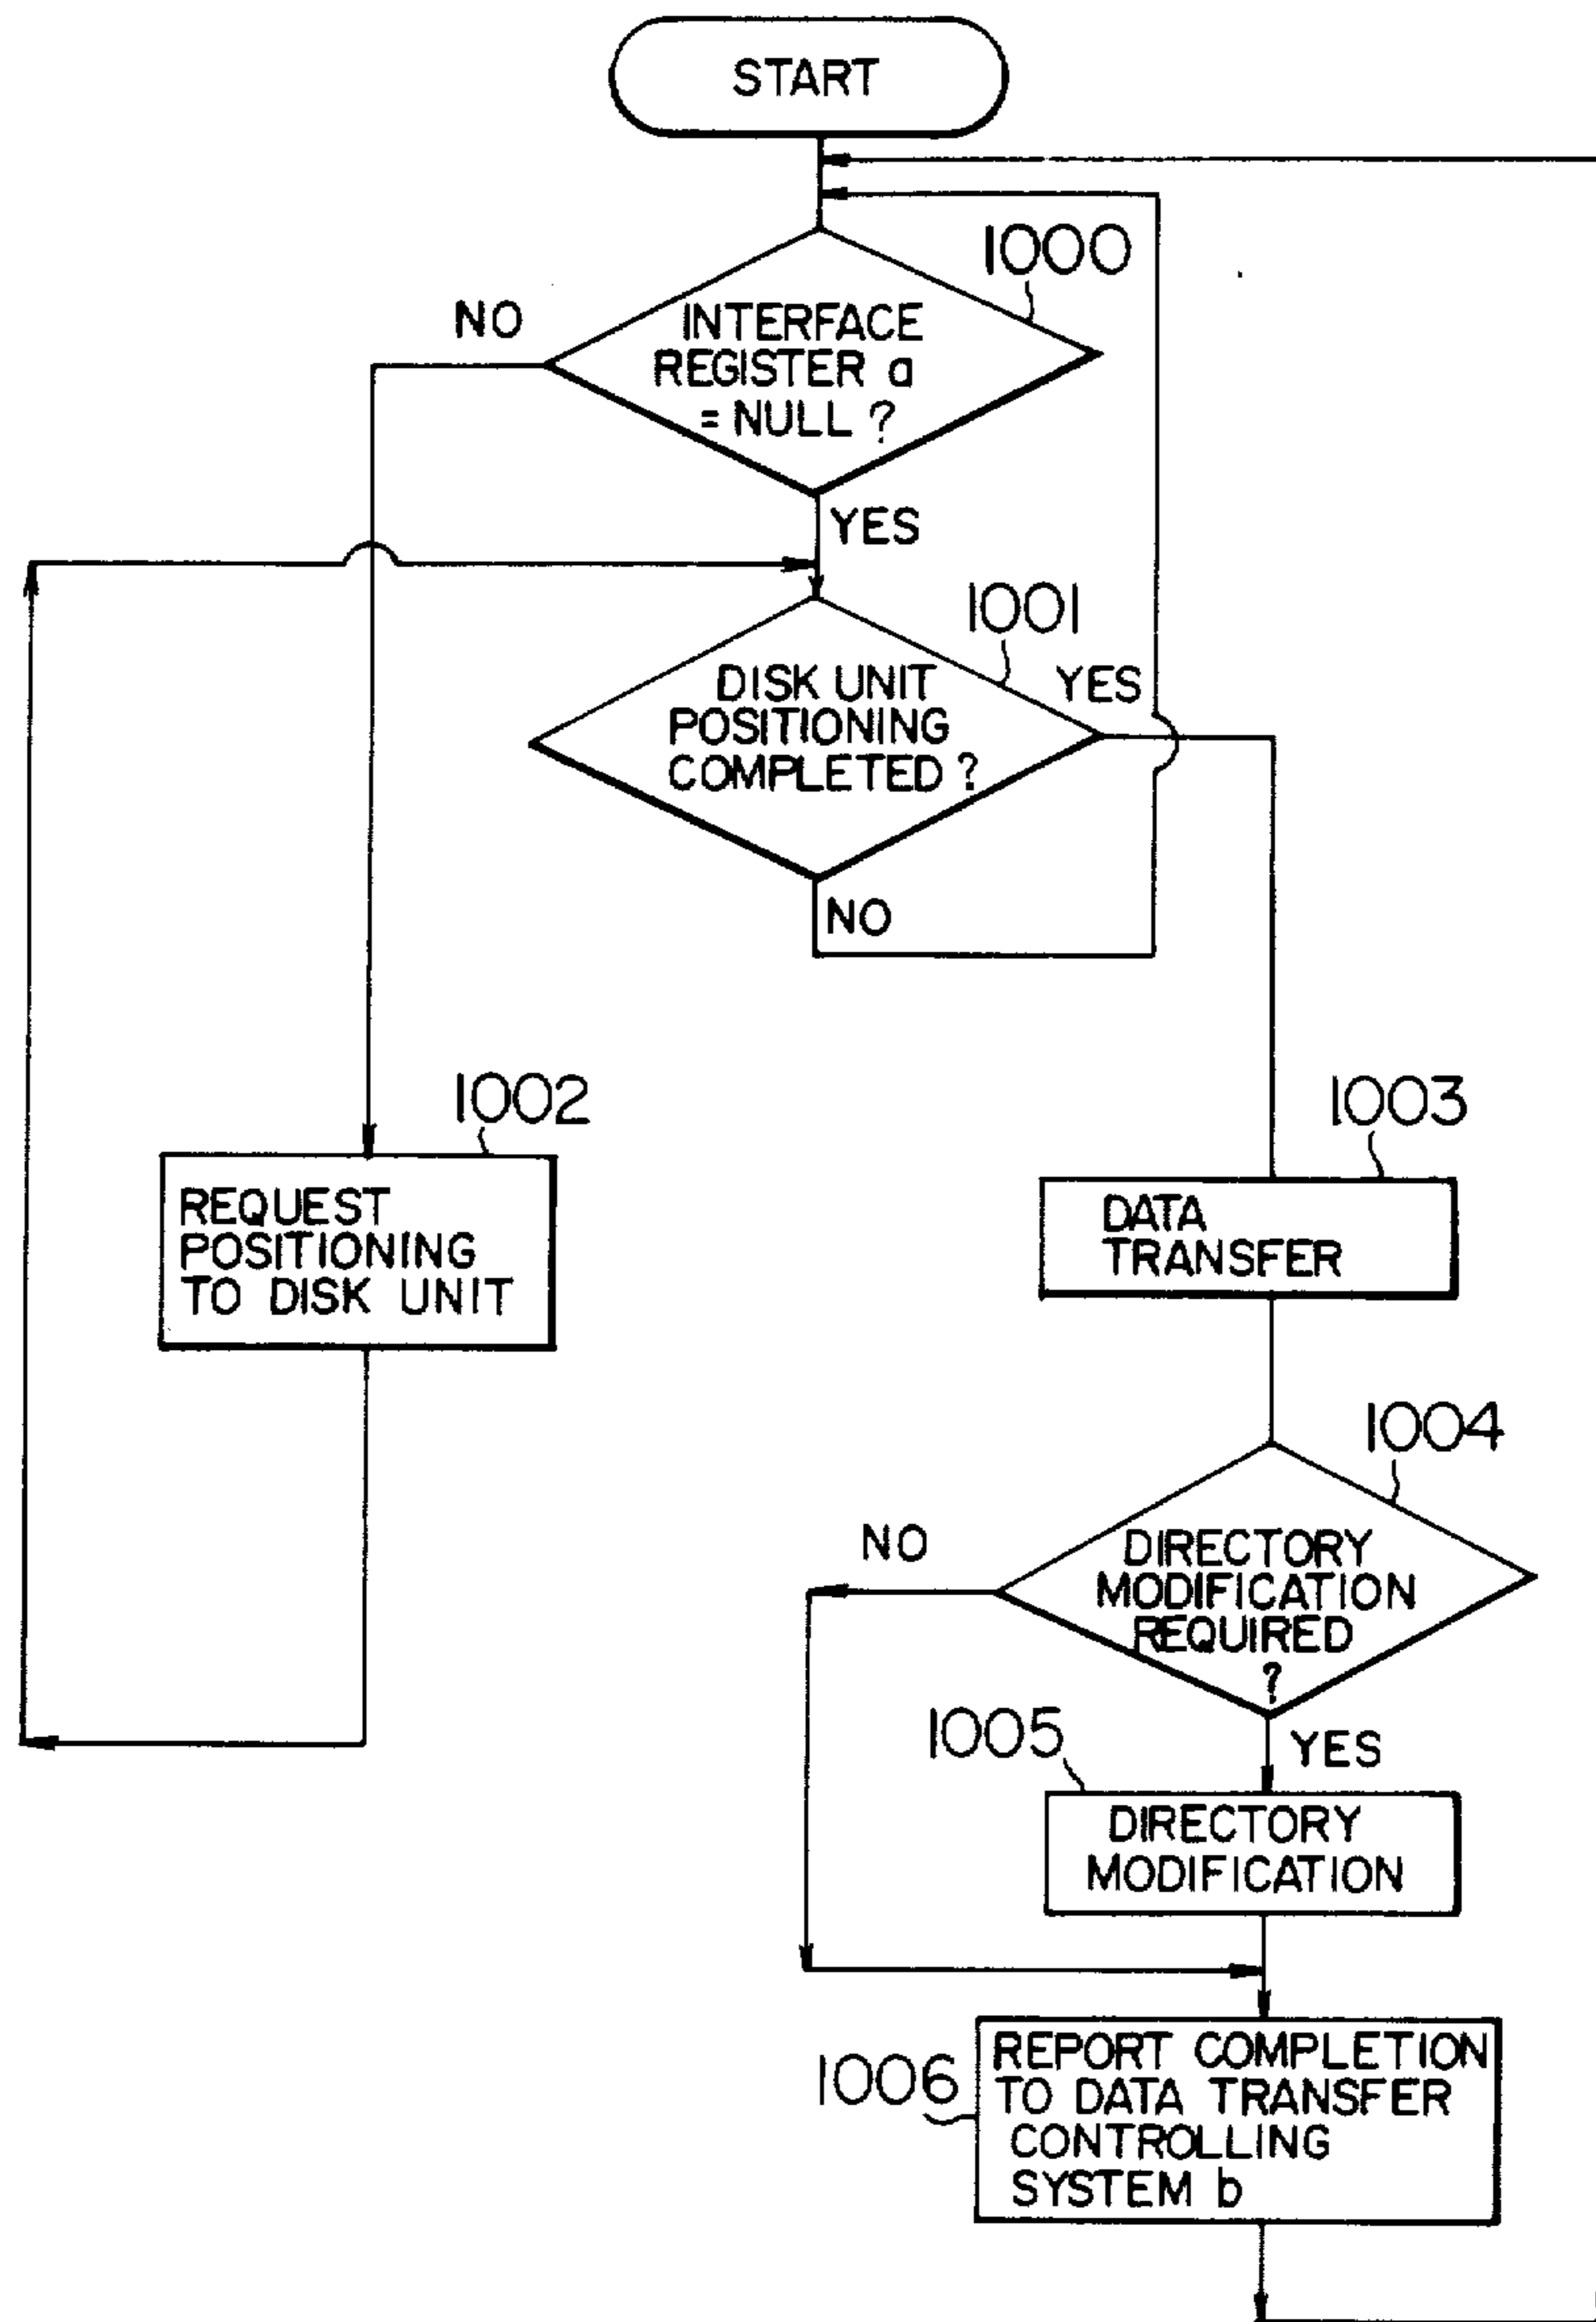 START
1000
NO
INTERFACE
REGISTER a
= NULL ?
YES
1001
DISK UNIT
POSITIONING
COMPLETED ?
YES
NO
1002
REQUEST
POSITIONING
TO DISK UNIT
1003
DATA
TRANSFER
1004
NO
DIRECTORY
MODIFICATION
REQUIRED
?
1005
YES
DIRECTORY
MODIFICATION
1006
REPORT COMPLETION
TO DATA TRANSFER
CONTROLLING
SYSTEM b